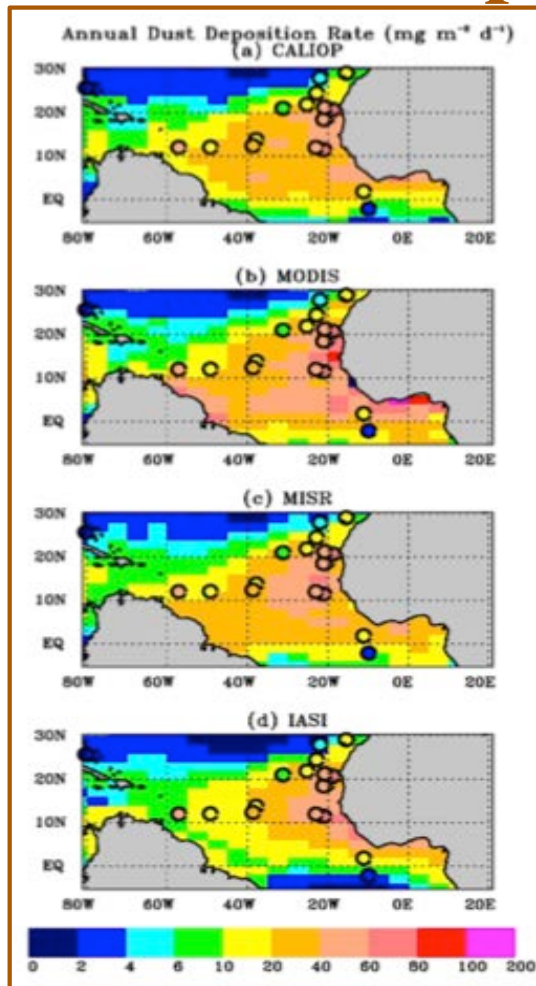 Annual Dust Deposition Rate (mg m⁻² d⁻¹)
(a) CALIOP
30N
20N
10N
EQ
80W 60W 40W 20W 0E 20E
(b) MODIS
30N
20N
10N
EQ
80W 60W 40W 20W 0E 20E
(c) MISR
30N
20N
10N
EQ
80W 60W 40W 20W 0E 20E
(d) IASI
30N
20N
10N
EQ
80W 60W 40W 20W 0E 20E
0 2 4 6 10 20 40 60 80 100 200